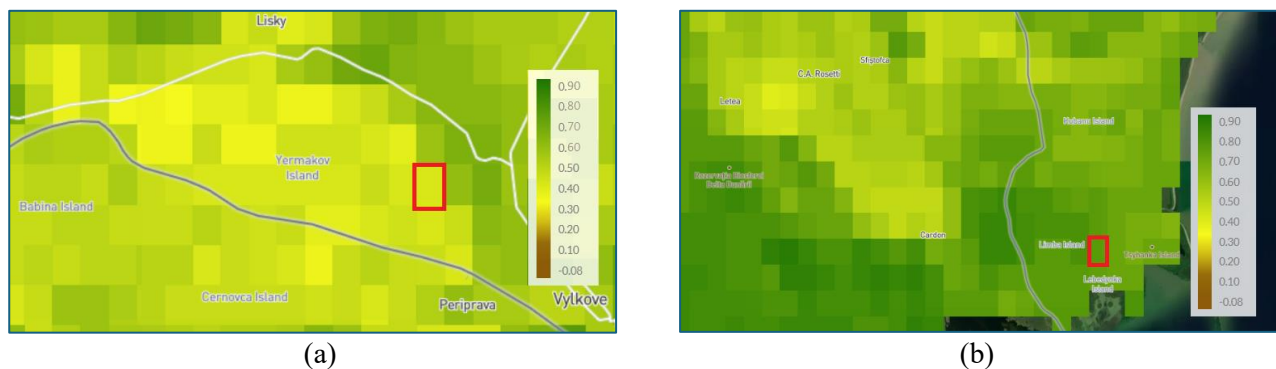 Lisky
Yermakov
Island
Babina Island
Cernovca Island
Periprava
Vylkove
0.90
0.80
0.70
0.60
0.50
0.40
0.30
0.20
0.10
-0.08
(a)
Sfistofca
C.A. Rosetti
Letea
Kubanu Island
Rezervația Biosferei
Delta Dunării
Cardon
Limba Island
Tsyhanka Island
Lebedynka
Island
0.90
0.80
0.70
0.60
0.50
0.40
0.30
0.20
0.10
-0.08
(b)